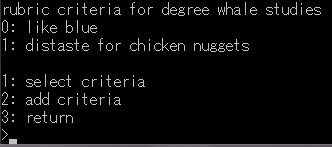 rubric criteria for degree whale studies
0: like blue
1: distaste for chicken nuggets
1: select criteria
2: add criteria
3: return
>